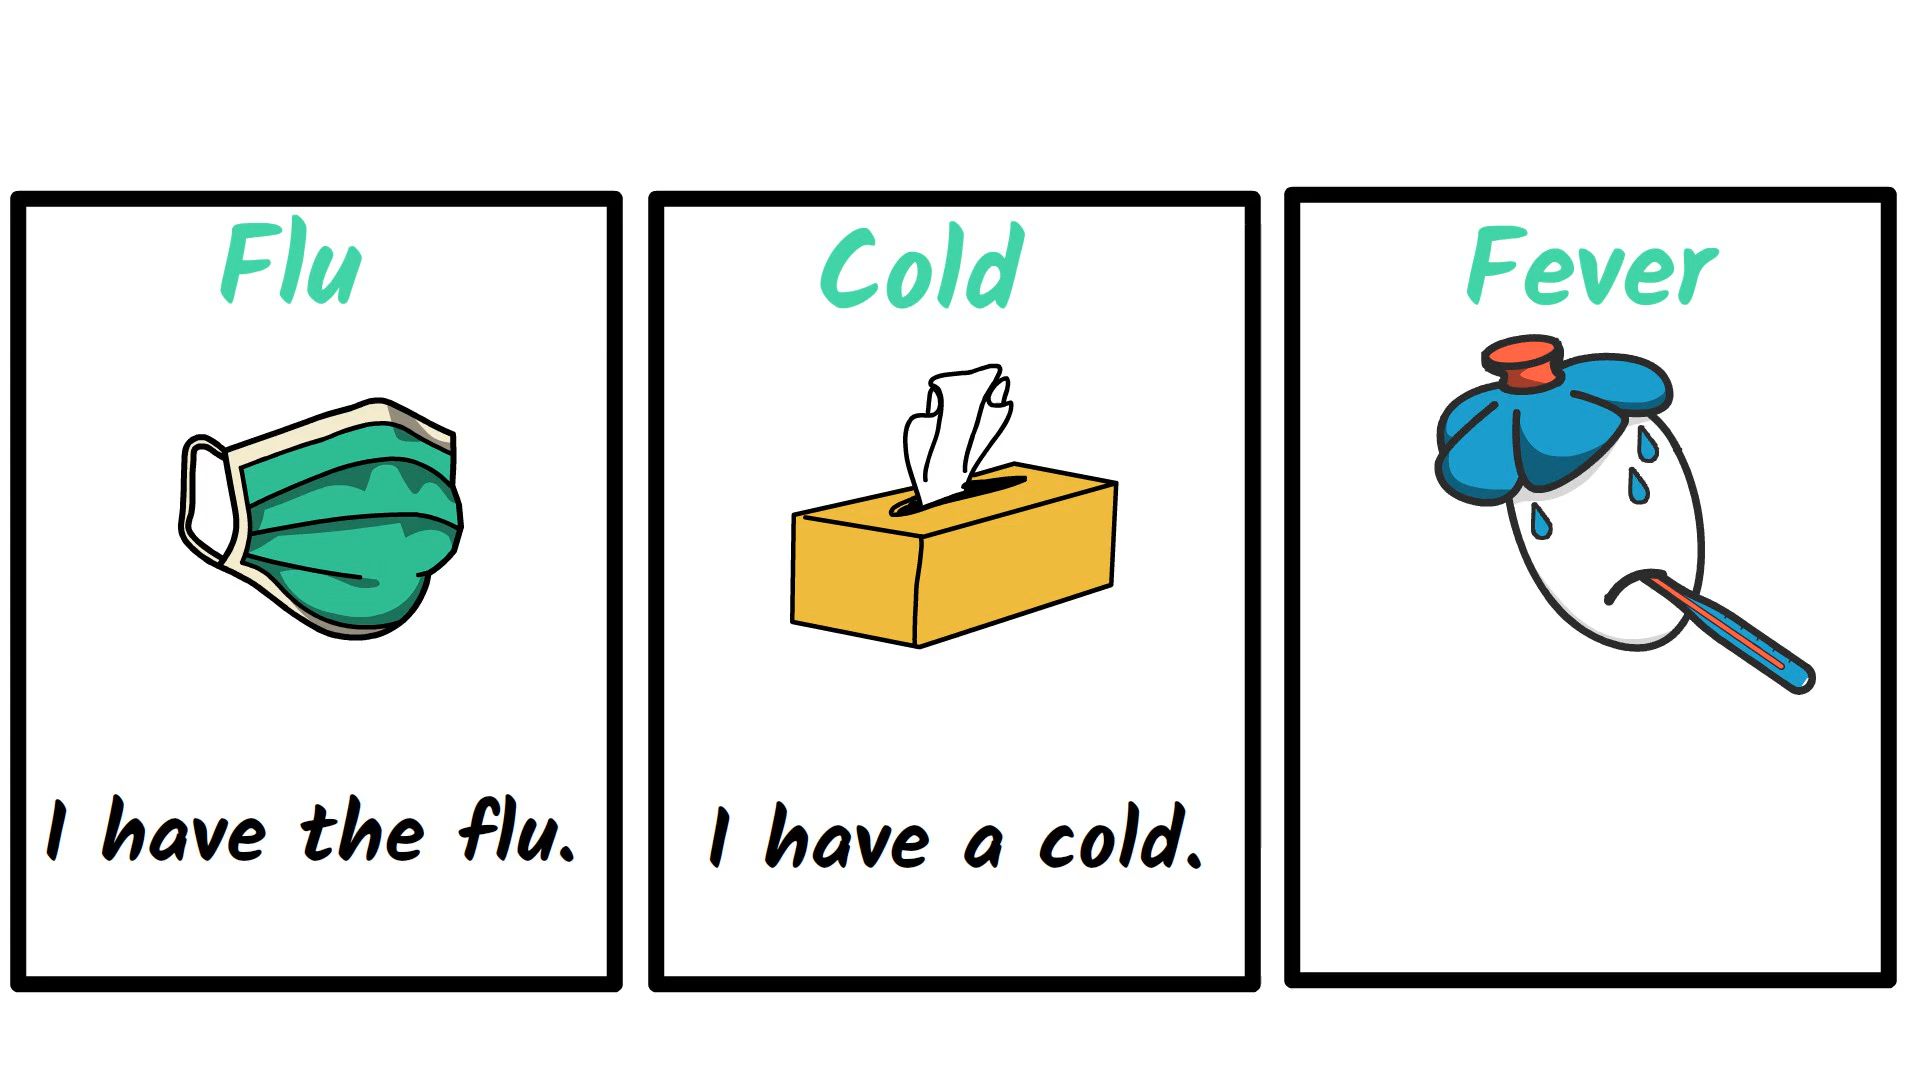 Flu
I have the flu.
Cold
I have a cold.
Fever